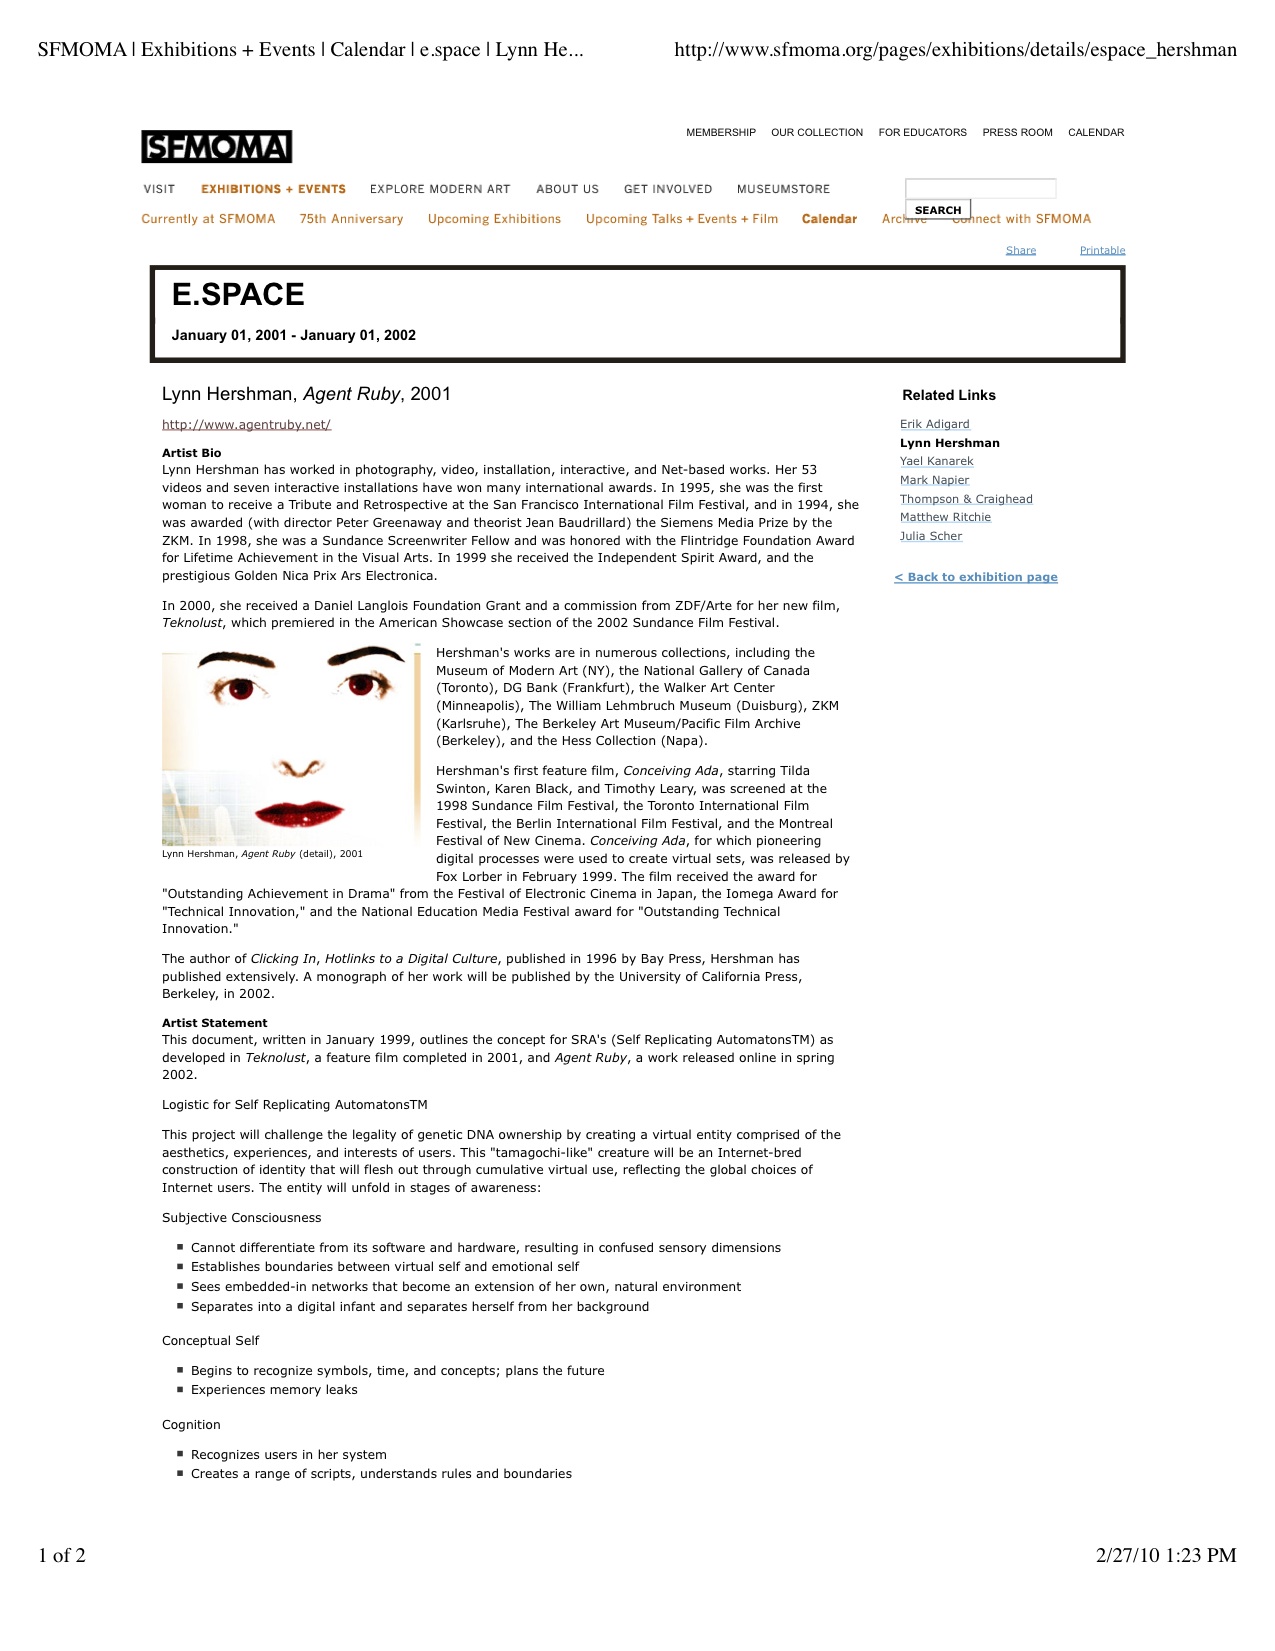 SFMOMA | Exhibitions + Events | Calendar | e.space | Lynn He...
http://www.sfmoma.org/pages/exhibitions/details/espace_hershman
SFMOMA
MEMBERSHIP OUR COLLECTION FOR EDUCATORS PRESS ROOM CALENDAR
VISIT EXHIBITIONS + EVENTS EXPLORE MODERN ART ABOUT US GET INVOLVED MUSEUMSTORE
SEARCH
Currently at SFMOMA 75th Anniversary Upcoming Exhibitions Upcoming Talks + Events + Film Calendar Archive Connect with SFMOMA
Share Printable
E.SPACE
January 01, 2001 - January 01, 2002
Lynn Hershman, Agent Ruby, 2001
http://www.agentruby.net/
Artist Bio
Lynn Hershman has worked in photography, video, installation, interactive, and Net-based works. Her 53
videos and seven interactive installations have won many international awards. In 1995, she was the first
woman to receive a Tribute and Retrospective at the San Francisco International Film Festival, and in 1994, she
was awarded (with director Peter Greenaway and theorist Jean Baudrillard) the Siemens Media Prize by the
ZKM. In 1998, she was a Sundance Screenwriter Fellow and was honored with the Flintridge Foundation Award
for Lifetime Achievement in the Visual Arts. In 1999 she received the Independent Spirit Award, and the
prestigious Golden Nica Prix Ars Electronica.
In 2000, she received a Daniel Langlois Foundation Grant and a commission from ZDF/Arte for her new film,
Teknolust, which premiered in the American Showcase section of the 2002 Sundance Film Festival.
Hershman's works are in numerous collections, including the
Museum of Modern Art (NY), the National Gallery of Canada
(Toronto), DG Bank (Frankfurt), the Walker Art Center
(Minneapolis), The William Lehmbruch Museum (Duisburg), ZKM
(Karlsruhe), The Berkeley Art Museum/Pacific Film Archive
(Berkeley), and the Hess Collection (Napa).
Hershman's first feature film, Conceiving Ada, starring Tilda
Swinton, Karen Black, and Timothy Leary, was screened at the
1998 Sundance Film Festival, the Toronto International Film
Festival, the Berlin International Film Festival, and the Montreal
Festival of New Cinema. Conceiving Ada, for which pioneering
digital processes were used to create virtual sets, was released by
Fox Lorber in February 1999. The film received the award for
"Outstanding Achievement in Drama" from the Festival of Electronic Cinema in Japan, the Iomega Award for
"Technical Innovation," and the National Education Media Festival award for "Outstanding Technical
Innovation."
Lynn Hershman, Agent Ruby (detail), 2001
The author of Clicking In, Hotlinks to a Digital Culture, published in 1996 by Bay Press, Hershman has
published extensively. A monograph of her work will be published by the University of California Press,
Berkeley, in 2002.
Artist Statement
This document, written in January 1999, outlines the concept for SRA's (Self Replicating AutomatonsTM) as
developed in Teknolust, a feature film completed in 2001, and Agent Ruby, a work released online in spring
2002.
Logistic for Self Replicating AutomatonsTM
This project will challenge the legality of genetic DNA ownership by creating a virtual entity comprised of the
aesthetics, experiences, and interests of users. This "tamagochi-like" creature will be an Internet-bred
construction of identity that will flesh out through cumulative virtual use, reflecting the global choices of
Internet users. The entity will unfold in stages of awareness:
Subjective Consciousness
■ Cannot differentiate from its software and hardware, resulting in confused sensory dimensions
■ Establishes boundaries between virtual self and emotional self
■ Sees embedded-in networks that become an extension of her own, natural environment
■ Separates into a digital infant and separates herself from her background
Conceptual Self
■ Begins to recognize symbols, time, and concepts; plans the future
■ Experiences memory leaks
Cognition
■ Recognizes users in her system
■ Creates a range of scripts, understands rules and boundaries
Related Links
Erik Adigard
Lynn Hershman
Yael Kanarek
Mark Napier
Thompson & Craighead
Matthew Ritchie
Julia Scher
< Back to exhibition page
1 of 2
2/27/10 1:23 PM